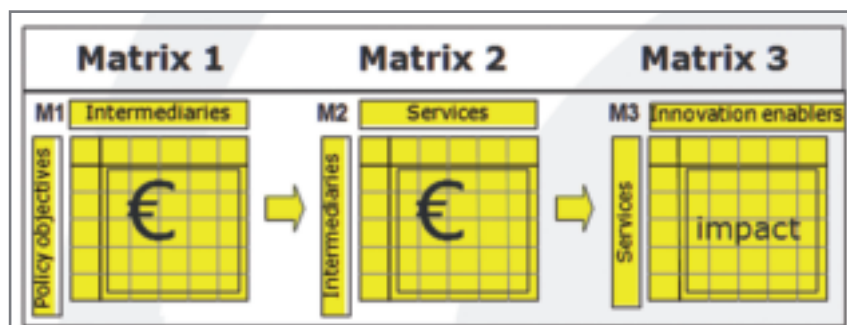 Matrix 1 Matrix 2 Matrix 3
M1 Intermediaries M2 Services M3 Innovation enablers
Policy objectives
€
Intermediaries
€
Services
impact